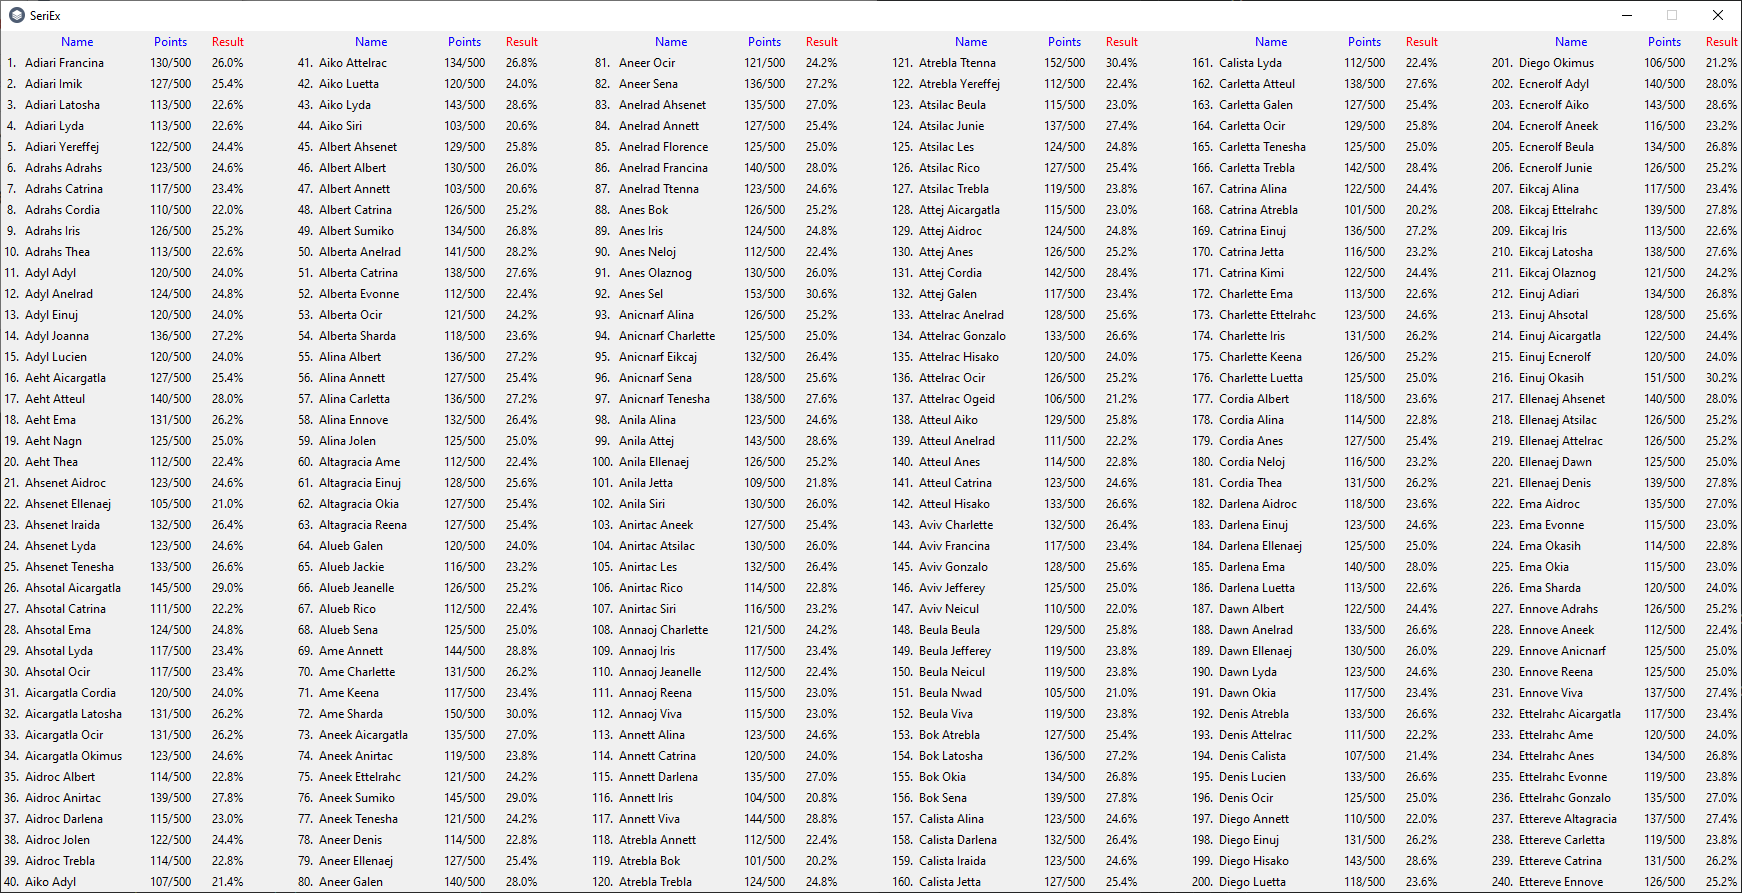 SeriEx
Name Points Result Name Points Result Name Points Result Name Points Result Name Points Result Name Points Result
1. Adiari Francina 130/500 26.0% 41. Aiko Attelrac 134/500 26.8% 81. Aneer Ocir 121/500 24.2% 121. Atrebla Ttenna 152/500 30.4% 161. Calista Lyda 112/500 22.4% 201. Diego Okimus 106/500 21.2%
2. Adiari Imik 127/500 25.4% 42. Aiko Luetta 120/500 24.0% 82. Aneer Sena 136/500 27.2% 122. Atrebla Yereffej 112/500 22.4% 162. Carletta Atteul 138/500 27.6% 202. Ecnerolf Adyl 140/500 28.0%
3. Adiari Latosha 113/500 22.6% 43. Aiko Lyda 143/500 28.6% 83. Anelrad Ahsenet 135/500 27.0% 123. Atsilac Beula 115/500 23.0% 163. Carletta Galen 127/500 25.4% 203. Ecnerolf Aiko 143/500 28.6%
4. Adiari Lyda 113/500 22.6% 44. Aiko Siri 103/500 20.6% 84. Anelrad Annett 127/500 25.4% 124. Atsilac Junie 137/500 27.4% 164. Carletta Ocir 129/500 25.8% 204. Ecnerolf Aneek 116/500 23.2%
5. Adiari Yereffej 122/500 24.4% 45. Albert Ahsenet 129/500 25.8% 85. Anelrad Florence 125/500 25.0% 125. Atsilac Les 124/500 24.8% 165. Carletta Tenesha 125/500 25.0% 205. Ecnerolf Beula 134/500 26.8%
6. Adrahs Adrahs 123/500 24.6% 46. Albert Albert 130/500 26.0% 86. Anelrad Francina 140/500 28.0% 126. Atsilac Rico 127/500 25.4% 166. Carletta Trebla 142/500 28.4% 206. Ecnerolf Junie 126/500 25.2%
7. Adrahs Catrina 117/500 23.4% 47. Albert Annett 103/500 20.6% 87. Anelrad Ttenna 123/500 24.6% 127. Atsilac Trebla 119/500 23.8% 167. Catrina Alina 122/500 24.4% 207. Eikcaj Alina 117/500 23.4%
8. Adrahs Cordia 110/500 22.0% 48. Albert Catrina 126/500 25.2% 88. Anes Bok 126/500 25.2% 128. Attej Aicargatla 115/500 23.0% 168. Catrina Atrebla 101/500 20.2% 208. Eikcaj Ettelrahc 139/500 27.8%
9. Adrahs Iris 126/500 25.2% 49. Albert Sumiko 134/500 26.8% 89. Anes Iris 124/500 24.8% 129. Attej Aidroc 124/500 24.8% 169. Catrina Einuj 136/500 27.2% 209. Eikcaj Iris 113/500 22.6%
10. Adrahs Thea 113/500 22.6% 50. Alberta Anelrad 141/500 28.2% 90. Anes Neloj 112/500 22.4% 130. Attej Anes 126/500 25.2% 170. Catrina Jetta 116/500 23.2% 210. Eikcaj Latosha 138/500 27.6%
11. Adyl Adyl 120/500 24.0% 51. Alberta Catrina 138/500 27.6% 91. Anes Olaznog 130/500 26.0% 131. Attej Cordia 142/500 28.4% 171. Catrina Kimi 122/500 24.4% 211. Eikcaj Olaznog 121/500 24.2%
12. Adyl Anelrad 124/500 24.8% 52. Alberta Evonne 112/500 22.4% 92. Anes Sel 153/500 30.6% 132. Attej Galen 117/500 23.4% 172. Charlette Ema 113/500 22.6% 212. Einuj Adiari 134/500 26.8%
13. Adyl Einuj 120/500 24.0% 53. Alberta Ocir 121/500 24.2% 93. Anicnarf Alina 126/500 25.2% 133. Attelrac Anelrad 128/500 25.6% 173. Charlette Ettelrahc 123/500 24.6% 213. Einuj Ahsotal 128/500 25.6%
14. Adyl Joanna 136/500 27.2% 54. Alberta Sharda 118/500 23.6% 94. Anicnarf Charlette 125/500 25.0% 134. Attelrac Gonzalo 133/500 26.6% 174. Charlette Iris 131/500 26.2% 214. Einuj Aicargatla 122/500 24.4%
15. Adyl Lucien 120/500 24.0% 55. Alina Albert 136/500 27.2% 95. Anicnarf Eikcaj 132/500 26.4% 135. Attelrac Hisako 120/500 24.0% 175. Charlette Keena 126/500 25.2% 215. Einuj Ecnerolf 120/500 24.0%
16. Aeht Aicargatla 127/500 25.4% 56. Alina Annett 127/500 25.4% 96. Anicnarf Sena 128/500 25.6% 136. Attelrac Ocir 126/500 25.2% 176. Charlette Luetta 125/500 25.0% 216. Einuj Okasih 151/500 30.2%
17. Aeht Atteul 140/500 28.0% 57. Alina Carletta 136/500 27.2% 97. Anicnarf Tenesha 138/500 27.6% 137. Attelrac Ogeid 106/500 21.2% 177. Cordia Albert 118/500 23.6% 217. Ellenaej Ahsenet 140/500 28.0%
18. Aeht Ema 131/500 26.2% 58. Alina Ennove 132/500 26.4% 98. Anila Alina 123/500 24.6% 138. Atteul Aiko 129/500 25.8% 178. Cordia Alina 114/500 22.8% 218. Ellenaej Atsilac 126/500 25.2%
19. Aeht Nagn 125/500 25.0% 59. Alina Jolen 125/500 25.0% 99. Anila Attej 143/500 28.6% 139. Atteul Anelrad 111/500 22.2% 179. Cordia Anes 127/500 25.4% 219. Ellenaej Attelrac 126/500 25.2%
20. Aeht Thea 112/500 22.4% 60. Altagracia Ame 112/500 22.4% 100. Anila Ellenaej 126/500 25.2% 140. Atteul Anes 114/500 22.8% 180. Cordia Neloj 116/500 23.2% 220. Ellenaej Dawn 125/500 25.0%
21. Ahsenet Aidroc 123/500 24.6% 61. Altagracia Einuj 128/500 25.6% 101. Anila Jetta 109/500 21.8% 141. Atteul Catrina 123/500 24.6% 181. Cordia Thea 131/500 26.2% 221. Ellenaej Denis 139/500 27.8%
22. Ahsenet Ellenaej 105/500 21.0% 62. Altagracia Okia 127/500 25.4% 102. Anila Siri 130/500 26.0% 142. Atteul Hisako 133/500 26.6% 182. Darlena Aidroc 118/500 23.6% 222. Ema Aidroc 135/500 27.0%
23. Ahsenet Iraida 132/500 26.4% 63. Altagracia Reena 127/500 25.4% 103. Anirtac Aneek 127/500 25.4% 143. Aviv Charlette 132/500 26.4% 183. Darlena Einuj 123/500 24.6% 223. Ema Evonne 115/500 23.0%
24. Ahsenet Lyda 123/500 24.6% 64. Alueb Galen 120/500 24.0% 104. Anirtac Atsilac 130/500 26.0% 144. Aviv Francina 117/500 23.4% 184. Darlena Ellenaej 125/500 25.0% 224. Ema Okasih 114/500 22.8%
25. Ahsenet Tenesha 133/500 26.6% 65. Alueb Jackie 116/500 23.2% 105. Anirtac Les 132/500 26.4% 145. Aviv Gonzalo 128/500 25.6% 185. Darlena Ema 140/500 28.0% 225. Ema Okia 115/500 23.0%
26. Ahsotal Aicargatla 145/500 29.0% 66. Alueb Jeanelle 126/500 25.2% 106. Anirtac Rico 114/500 22.8% 146. Aviv Jefferey 125/500 25.0% 186. Darlena Luetta 113/500 22.6% 226. Ema Sharda 120/500 24.0%
27. Ahsotal Catrina 111/500 22.2% 67. Alueb Rico 112/500 22.4% 107. Anirtac Siri 116/500 23.2% 147. Aviv Neicul 110/500 22.0% 187. Dawn Albert 122/500 24.4% 227. Ennove Adrahs 126/500 25.2%
28. Ahsotal Ema 124/500 24.8% 68. Alueb Sena 125/500 25.0% 108. Annaoj Charlette 121/500 24.2% 148. Beula Beula 129/500 25.8% 188. Dawn Anelrad 133/500 26.6% 228. Ennove Aneek 112/500 22.4%
29. Ahsotal Lyda 117/500 23.4% 69. Ame Annett 144/500 28.8% 109. Annaoj Iris 117/500 23.4% 149. Beula Jefferey 119/500 23.8% 189. Dawn Ellenaej 130/500 26.0% 229. Ennove Anicnarf 125/500 25.0%
30. Ahsotal Ocir 117/500 23.4% 70. Ame Charlette 131/500 26.2% 110. Annaoj Jeanelle 112/500 22.4% 150. Beula Neicul 119/500 23.8% 190. Dawn Lyda 123/500 24.6% 230. Ennove Reena 125/500 25.0%
31. Aicargatla Cordia 120/500 24.0% 71. Ame Keena 117/500 23.4% 111. Annaoj Reena 115/500 23.0% 151. Beula Nwad 105/500 21.0% 191. Dawn Okia 117/500 23.4% 231. Ennove Viva 137/500 27.4%
32. Aicargatla Latosha 131/500 26.2% 72. Ame Sharda 150/500 30.0% 112. Annaoj Viva 115/500 23.0% 152. Beula Viva 119/500 23.8% 192. Denis Atrebla 133/500 26.6% 232. Ettelrahc Aicargatla 117/500 23.4%
33. Aicargatla Ocir 131/500 26.2% 73. Aneek Aicargatla 135/500 27.0% 113. Annett Alina 123/500 24.6% 153. Bok Atrebla 127/500 25.4% 193. Denis Attelrac 111/500 22.2% 233. Ettelrahc Ame 120/500 24.0%
34. Aicargatla Okimus 123/500 24.6% 74. Aneek Anirtac 119/500 23.8% 114. Annett Catrina 120/500 24.0% 154. Bok Latosha 136/500 27.2% 194. Denis Calista 107/500 21.4% 234. Ettelrahc Anes 134/500 26.8%
35. Aidroc Albert 114/500 22.8% 75. Aneek Ettelrahc 121/500 24.2% 115. Annett Darlena 135/500 27.0% 155. Bok Okia 134/500 26.8% 195. Denis Lucien 133/500 26.6% 235. Ettelrahc Evonne 119/500 23.8%
36. Aidroc Anirtac 139/500 27.8% 76. Aneek Sumiko 145/500 29.0% 116. Annett Iris 104/500 20.8% 156. Bok Sena 139/500 27.8% 196. Denis Ocir 125/500 25.0% 236. Ettelrahc Gonzalo 135/500 27.0%
37. Aidroc Darlena 115/500 23.0% 77. Aneek Tenesha 121/500 24.2% 117. Annett Viva 144/500 28.8% 157. Calista Alina 123/500 24.6% 197. Diego Annett 110/500 22.0% 237. Ettereve Altagracia 137/500 27.4%
38. Aidroc Jolen 122/500 24.4% 78. Aneer Denis 114/500 22.8% 118. Atrebla Annett 112/500 22.4% 158. Calista Darlena 132/500 26.4% 198. Diego Einuj 131/500 26.2% 238. Ettereve Carletta 119/500 23.8%
39. Aidroc Trebla 114/500 22.8% 79. Aneer Ellenaej 127/500 25.4% 119. Atrebla Bok 101/500 20.2% 159. Calista Iraida 123/500 24.6% 199. Diego Hisako 143/500 28.6% 239. Ettereve Catrina 131/500 26.2%
40. Aiko Adyl 107/500 21.4% 80. Aneer Galen 140/500 28.0% 120. Atrebla Trebla 124/500 24.8% 160. Calista Jetta 127/500 25.4% 200. Diego Luetta 118/500 23.6% 240. Ettereve Ennove 126/500 25.2%